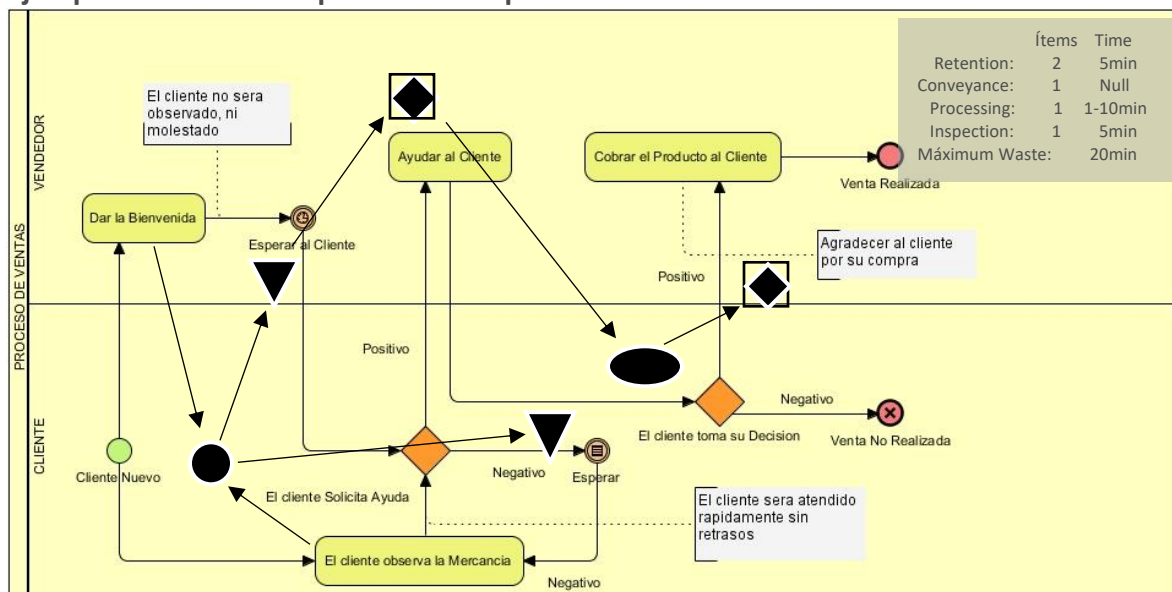 Ítems Time
Retention: 2 5min
Conveyance: 1 Null
Processing: 1 1-10min
Inspection: 1 5min
Máximum Waste: 20min
PROCESO DE VENTAS
VENDEDOR
El cliente no sera
observado, ni
molestado
Ayudar al Cliente
Cobrar el Producto al Cliente
Venta Realizada
Dar la Bienvenida
Esperar al Cliente
Agradecer al cliente
por su compra
Positivo
CLIENTE
Positivo
Negativo
El cliente toma su Decision
Venta No Realizada
Cliente Nuevo
Negativo
Esperar
El cliente Solicita Ayuda
El cliente sera atendido
rapidamente sin
retrasos
El cliente observa la Mercancia
Negativo